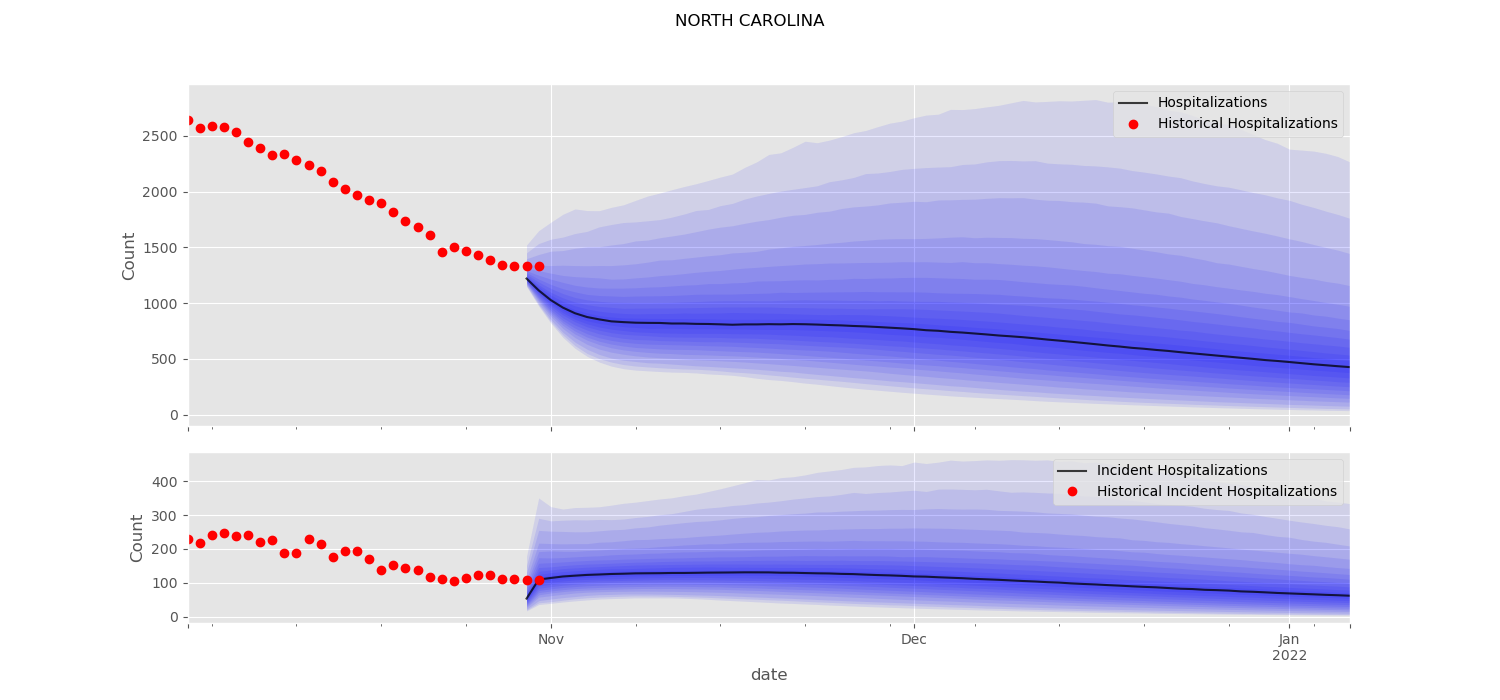 NORTH CAROLINA
Count
2500
2000
1500
1000
500
0
Hospitalizations
Historical Hospitalizations
Count
400
300
200
100
0
Incident Hospitalizations
Historical Incident Hospitalizations
Nov
Dec
Jan
2022
date